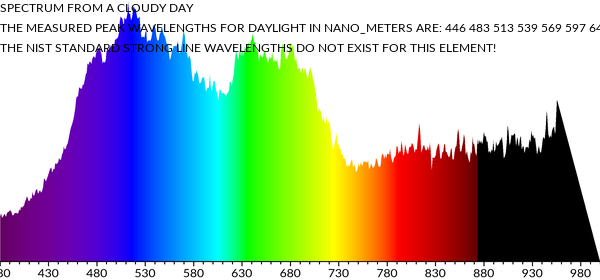 SPECTRUM FROM A CLOUDY DAY
THE MEASURED PEAK WAVELENGTHS FOR DAYLIGHT IN NANO_METERS ARE: 446 483 513 539 569 597
THE NIST STANDARD STRONG LINE WAVELENGTHS DO NOT EXIST FOR THIS ELEMENT!
430 480 530 580 630 680 730 780 830 880 930 980